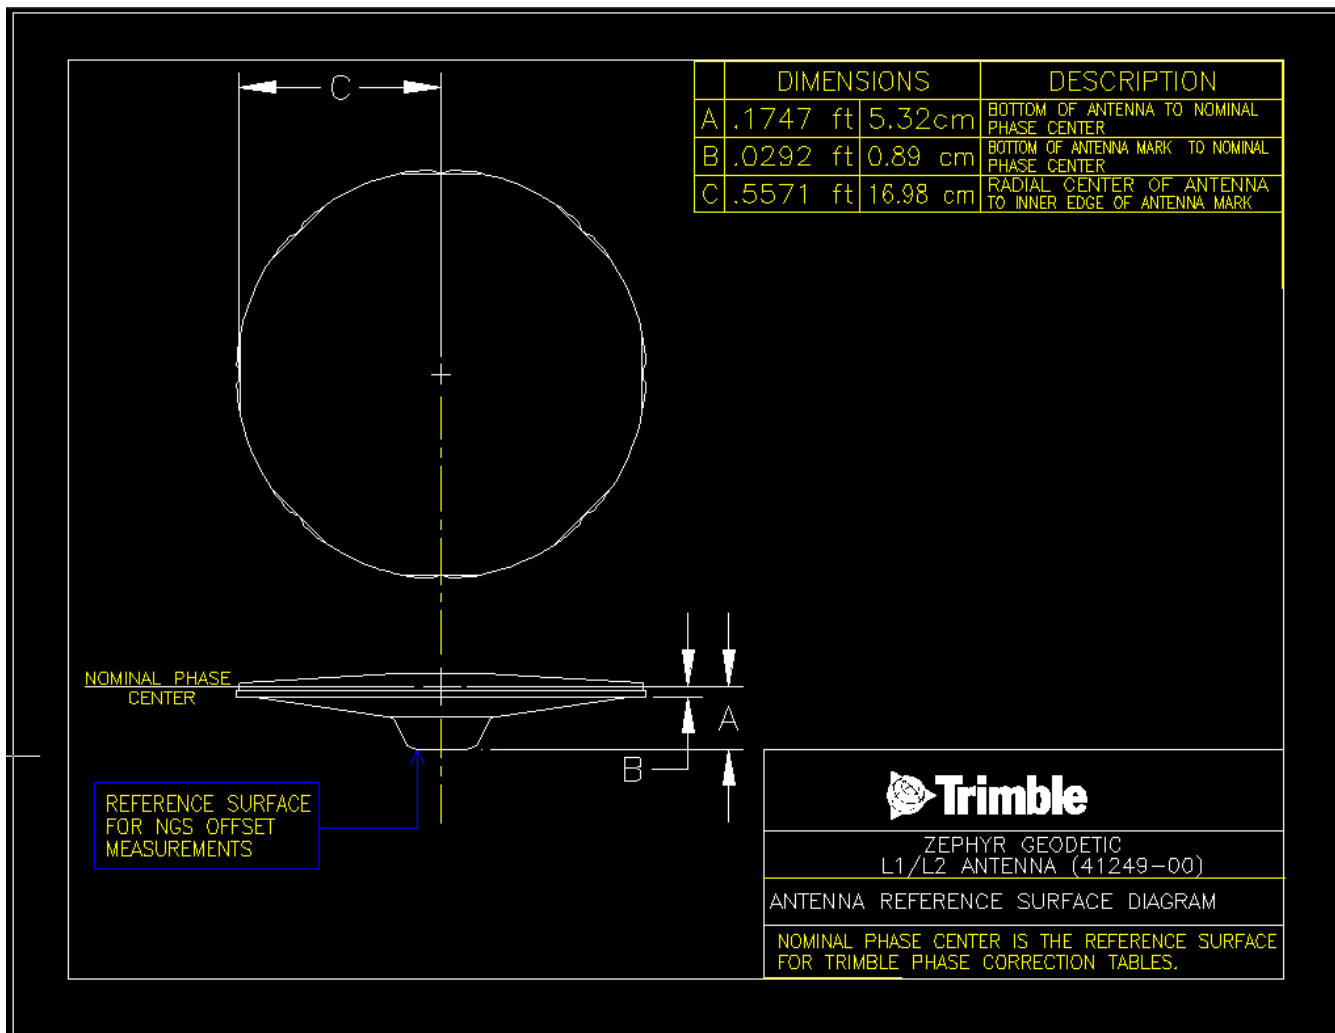 C
DIMENSIONS DESCRIPTION
A .1747 ft 5.32cm BOTTOM OF ANTENNA TO NOMINAL
PHASE CENTER
B .0292 ft 0.89 cm BOTTOM OF ANTENNA MARK TO NOMINAL
PHASE CENTER
C .5571 ft 16.98 cm RADIAL CENTER OF ANTENNA
TO INNER EDGE OF ANTENNA MARK
NOMINAL PHASE
CENTER
A
B
REFERENCE SURFACE
FOR NGS OFFSET
MEASUREMENTS
Trimble
ZEPHYR GEODETIC
L1/L2 ANTENNA (41249-00)
ANTENNA REFERENCE SURFACE DIAGRAM
NOMINAL PHASE CENTER IS THE REFERENCE SURFACE
FOR TRIMBLE PHASE CORRECTION TABLES.